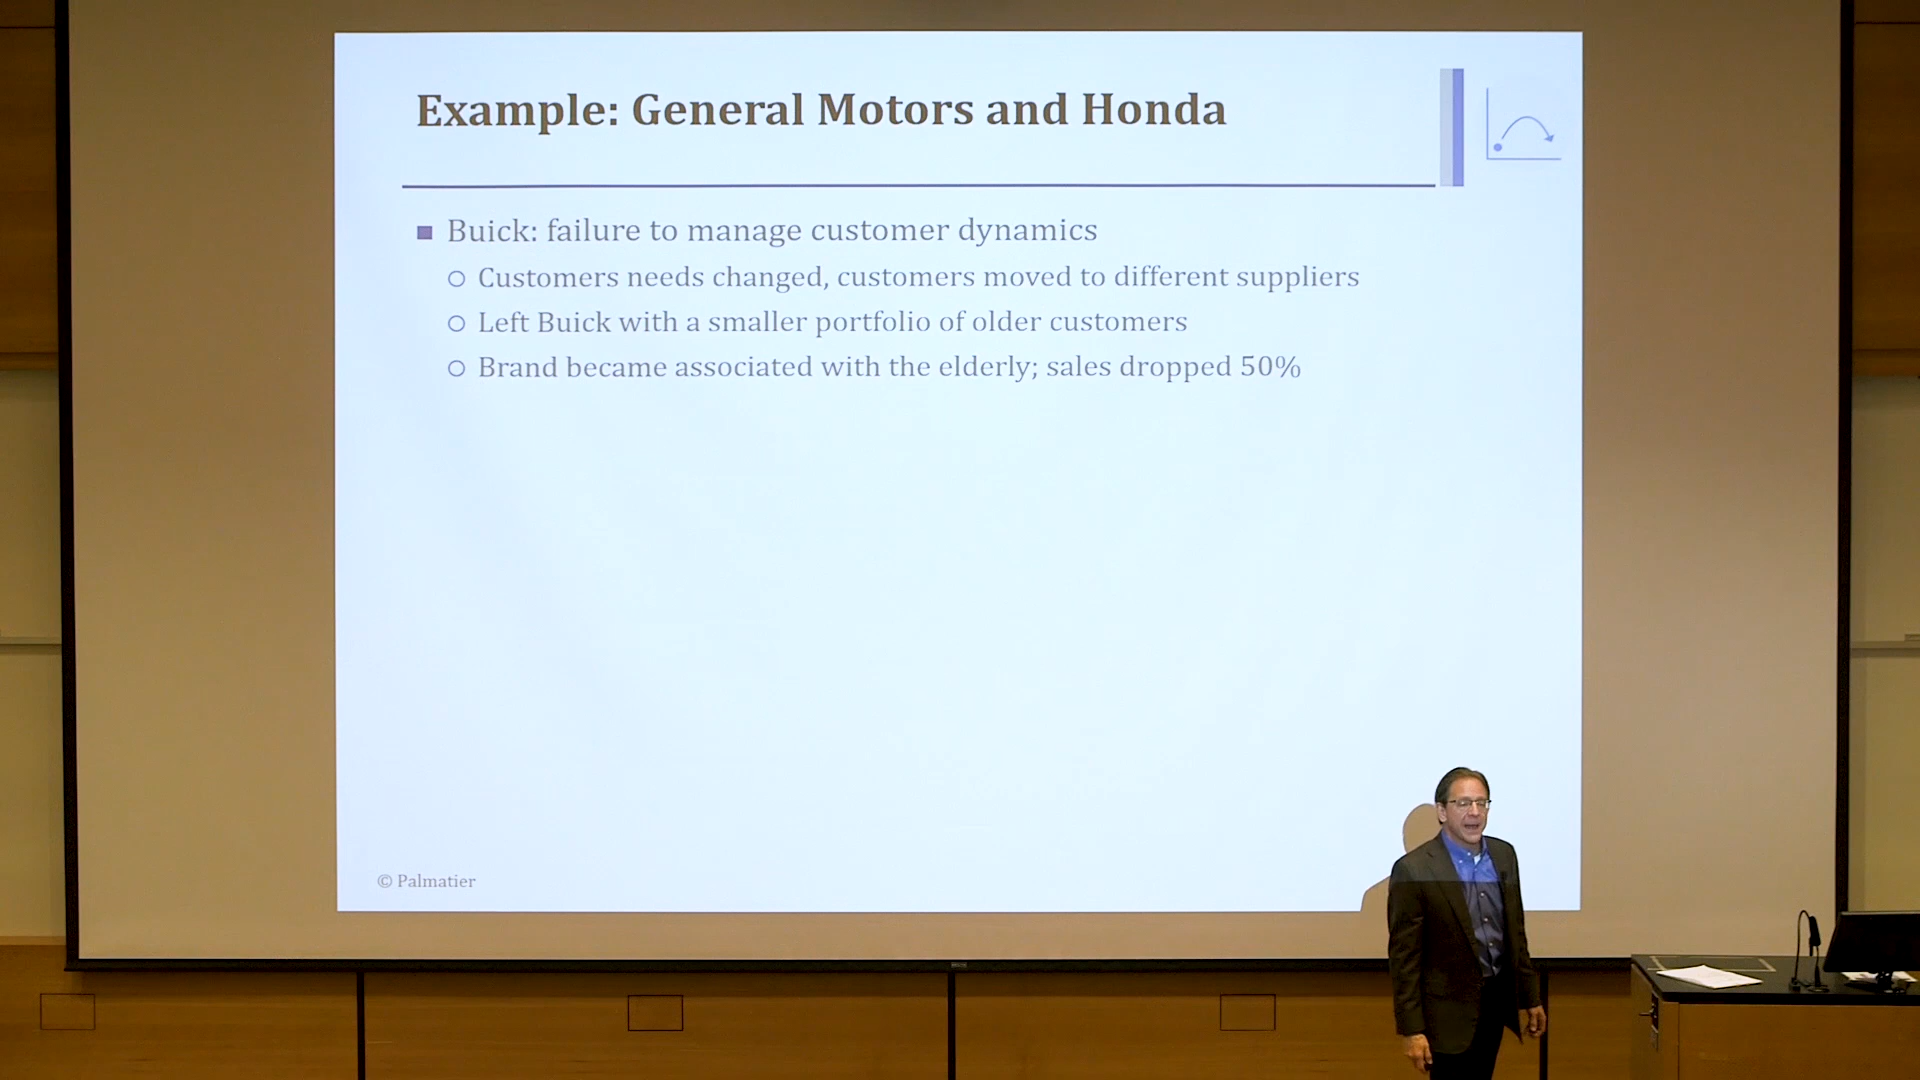 Example: General Motors and Honda
Buick: failure to manage customer dynamics
Customers needs changed, customers moved to different suppliers
Left Buick with a smaller portfolio of older customers
Brand became associated with the elderly; sales dropped 50%
© Palmatier